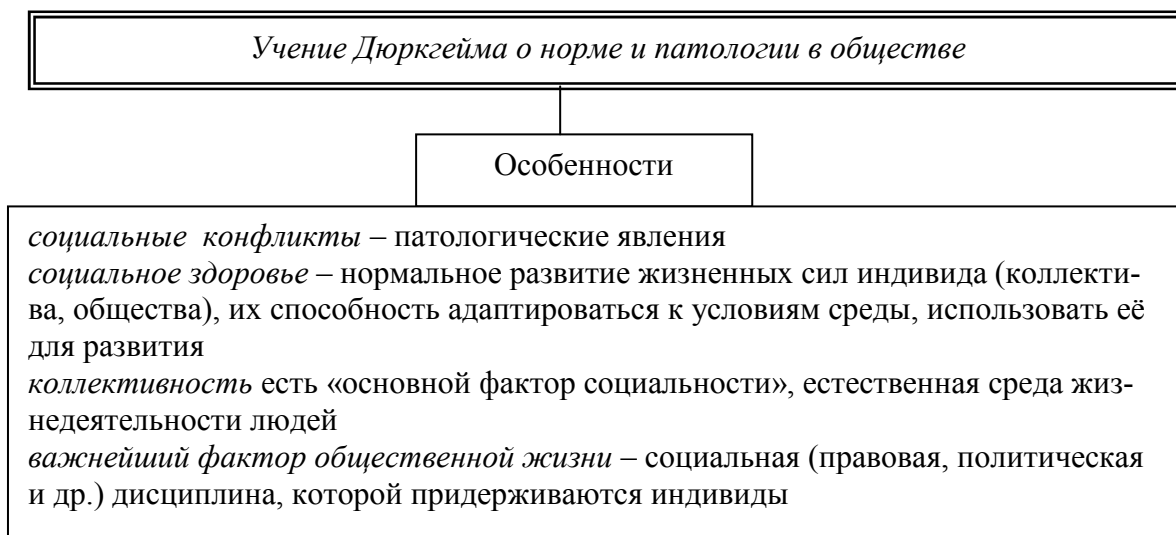 Учение Дюркгейма о норме и патологии в обществе
Особенности
социальные конфликты – патологические явления
социальное здоровье – нормальное развитие жизненных сил индивида (коллекти-
ва, общества), их способность адаптироваться к условиям среды, использовать её
для развития
коллективность есть «основной фактор социальности», естественная среда жиз-
недеятельности людей
важнейший фактор общественной жизни – социальная (правовая, политическая
и др.) дисциплина, которой придерживаются индивиды